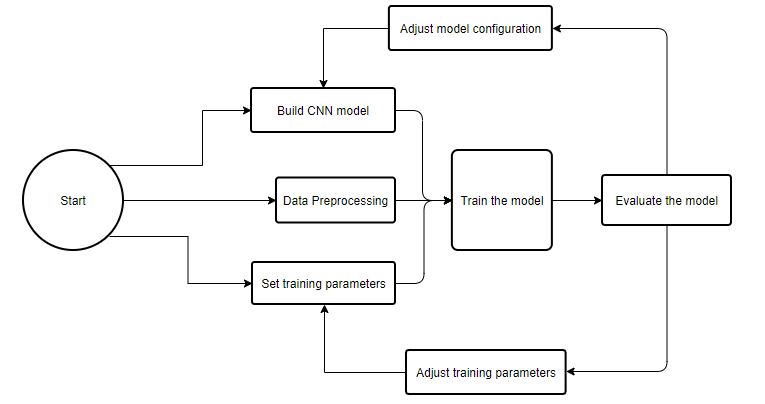 Adjust model configuration
Build CNN model
Start
Data Preprocessing
Train the model
Evaluate the model
Set training parameters
Adjust training parameters